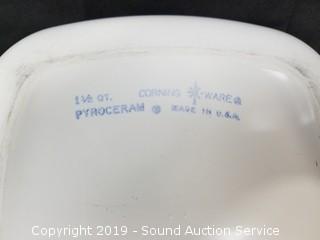 1½ QT. CORNING WARE®
PYROCERAM ® MADE IN U.S.A.
Copyright 2019 - Sound Auction Service